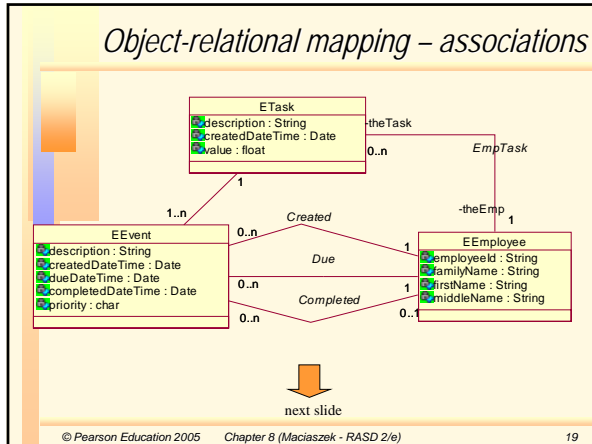 Object-relational mapping – associations
ETask
description : String
createdDateTime : Date
value : float
-theTask
0..n
EmpTask
1
1..n
-theEmp
1
EEvent
description : String
createdDateTime : Date
dueDateTime : Date
completedDateTime : Date
priority : char
0..n
Created
1
Due
0..n
1
Completed
0..n
0..1
EEmployee
employeeId : String
familyName : String
firstName : String
middleName : String
next slide
© Pearson Education 2005 Chapter 8 (Maciaszek - RASD 2/e) 19